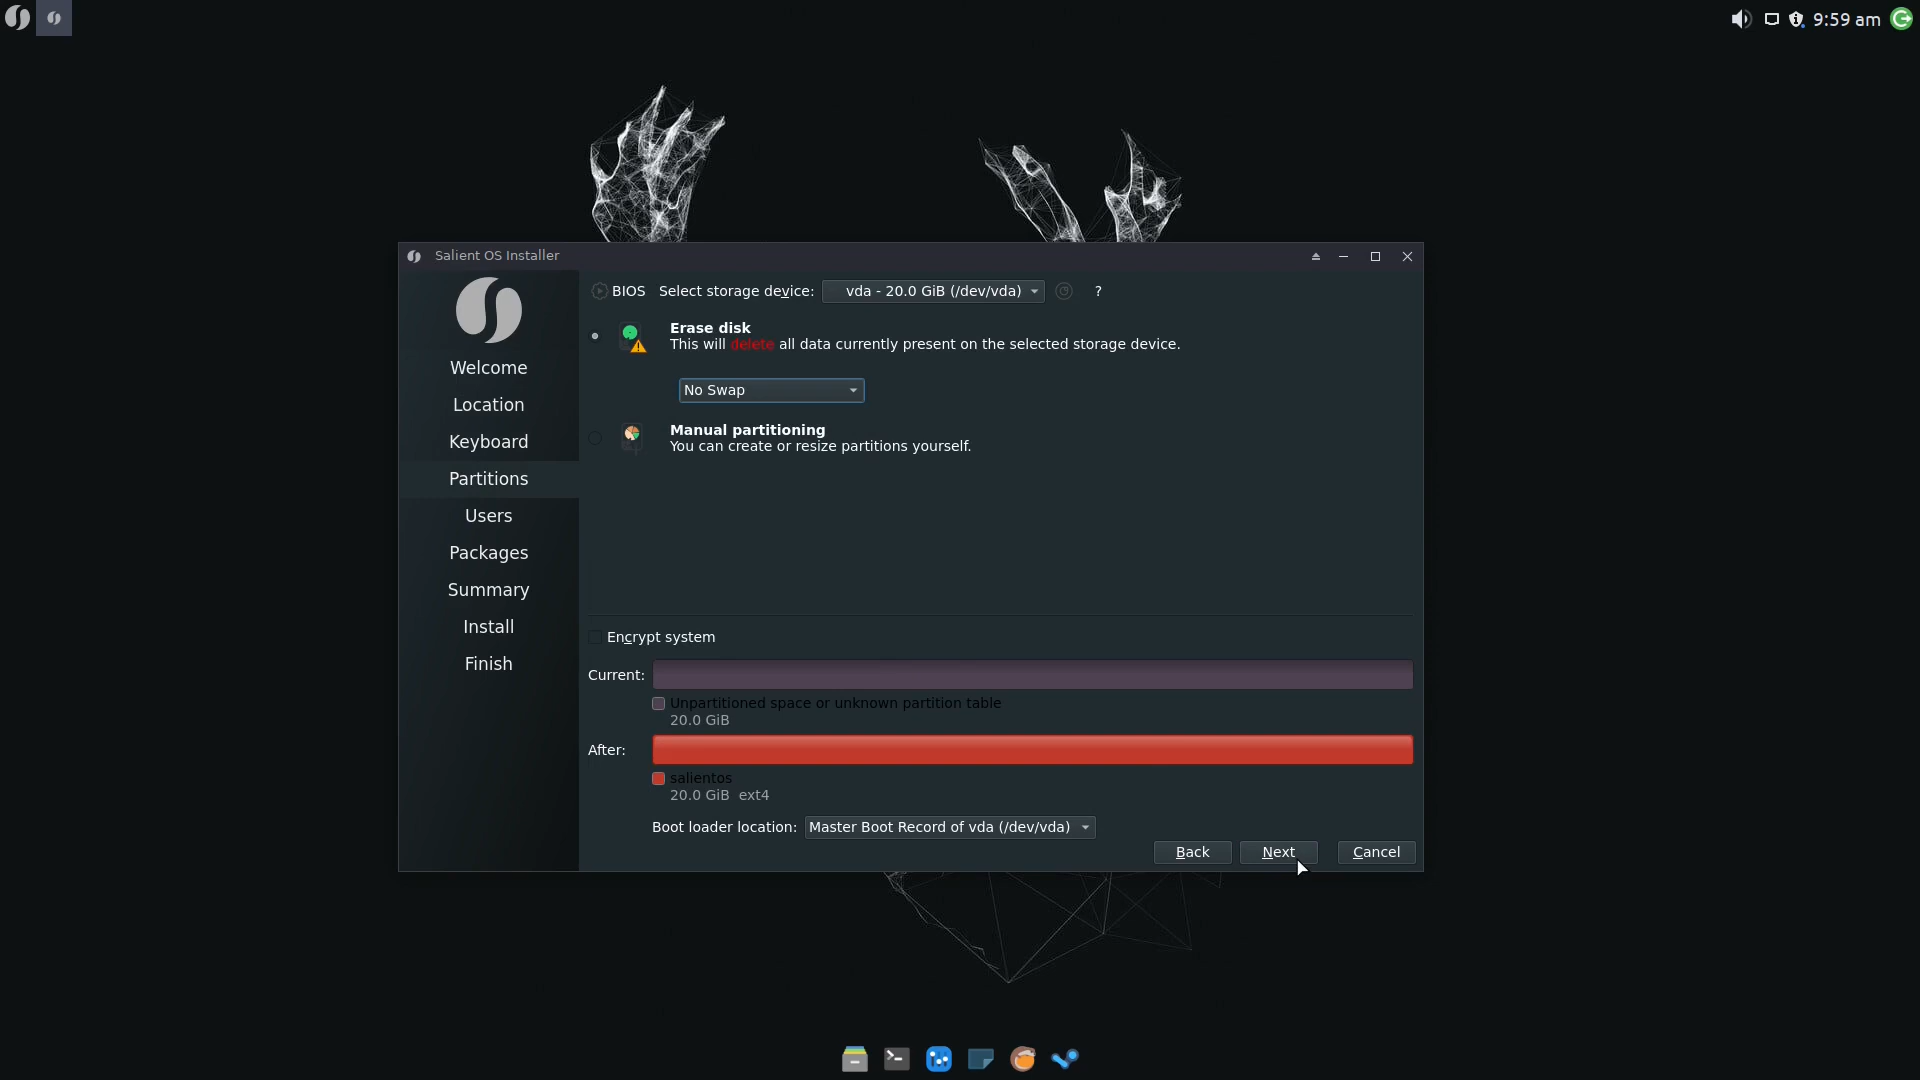 9:59 am
Salient OS Installer
BIOS Select storage device: vda - 20.0 GiB (/dev/vda) ?
Erase disk
This will delete all data currently present on the selected storage device.
No Swap
Manual partitioning
You can create or resize partitions yourself.
Welcome
Location
Keyboard
Partitions
Users
Packages
Summary
Install
Finish
Encrypt system
Current:
Unpartitioned space or unknown partition table
20.0 GiB
After:
salientos
20.0 GiB ext4
Boot loader location: Master Boot Record of vda (/dev/vda)
Back Next Cancel